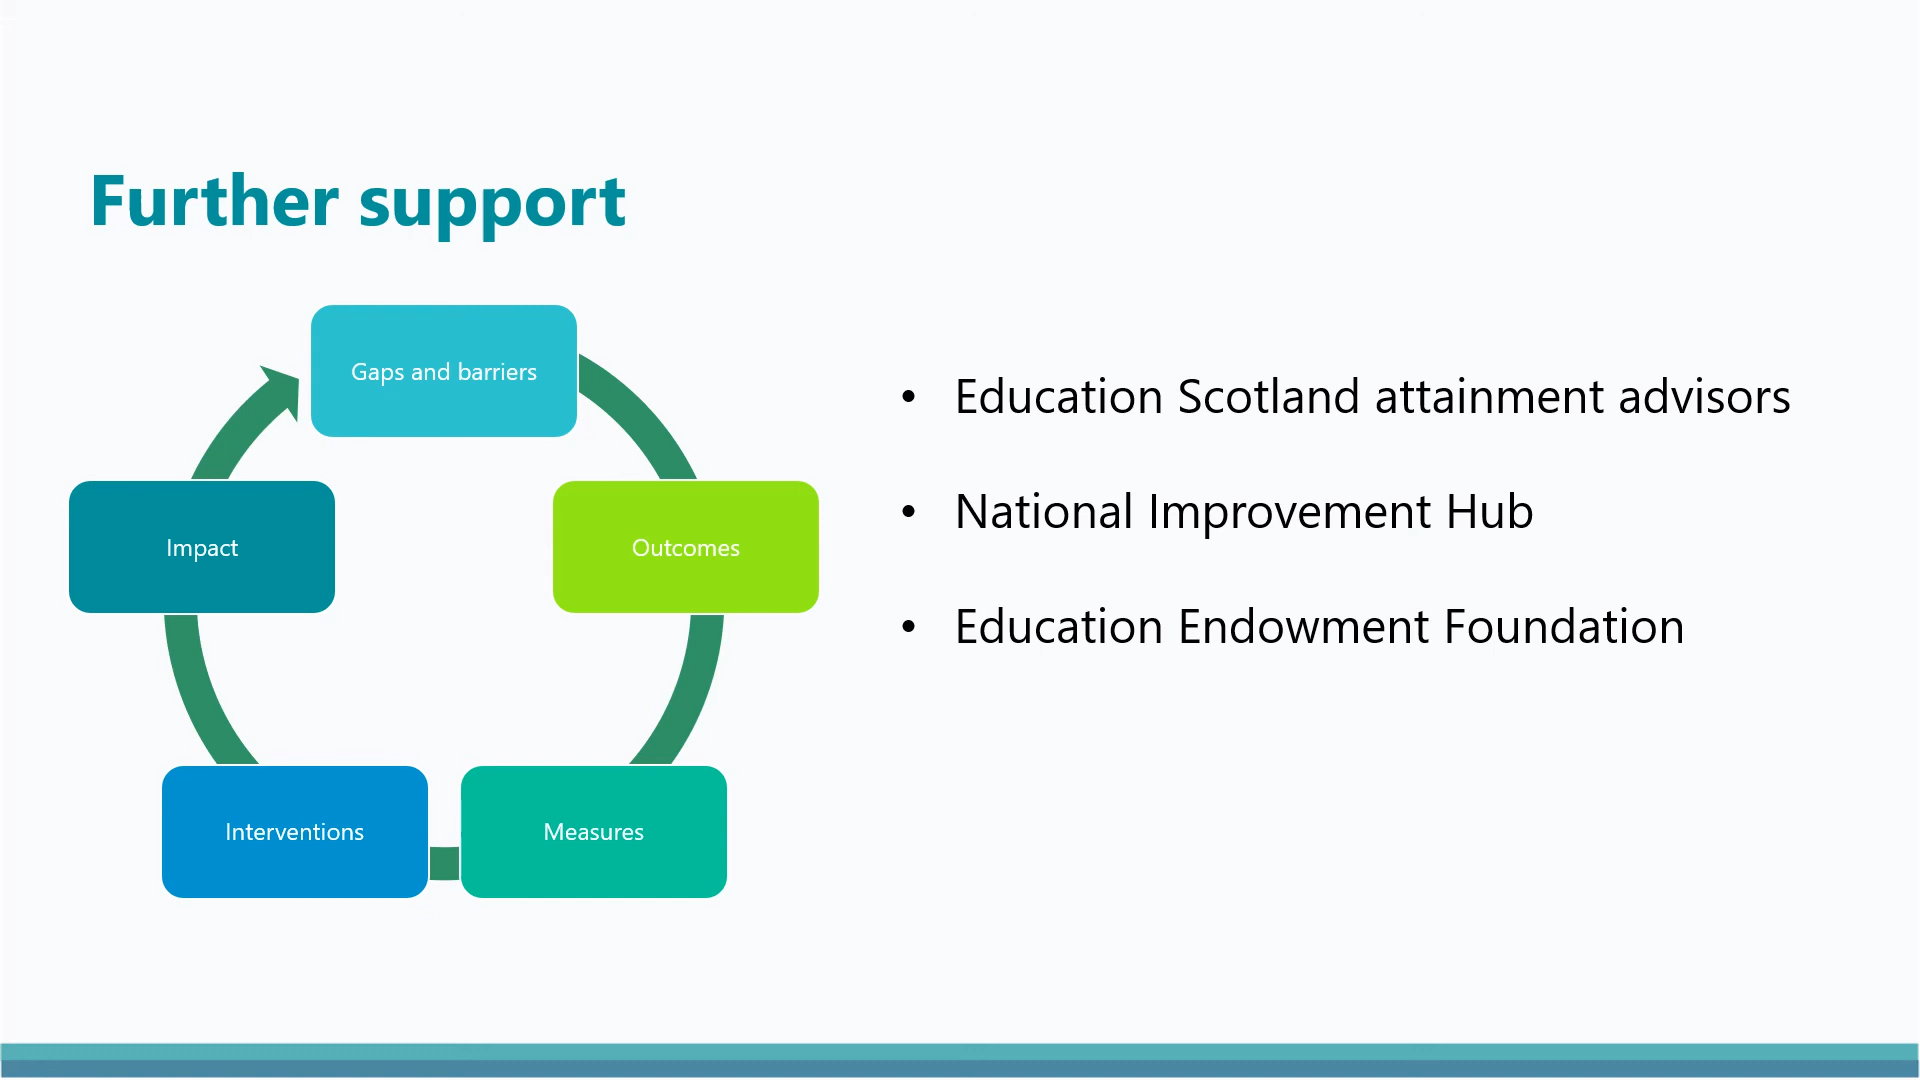 Further support
Gaps and barriers
Impact
Outcomes
Interventions
Measures
• Education Scotland attainment advisors
• National Improvement Hub
• Education Endowment Foundation